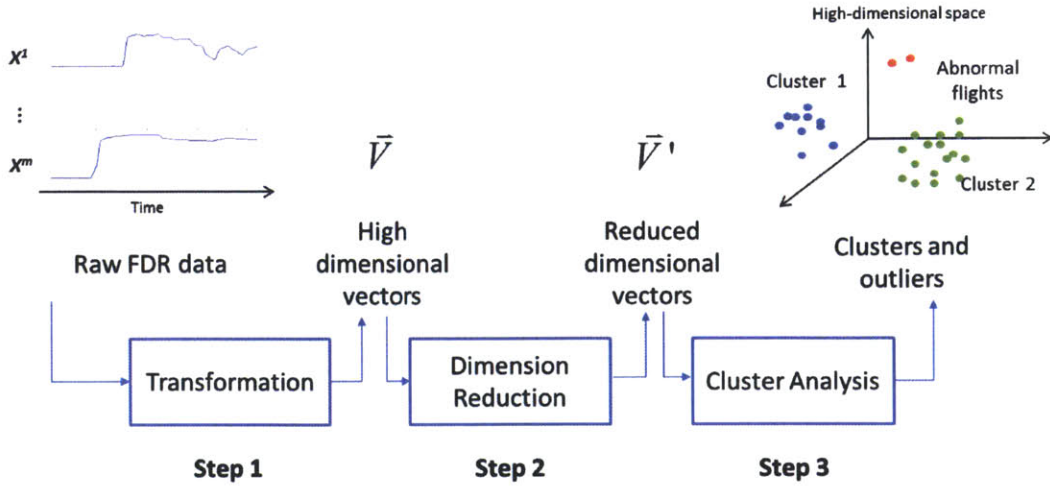 X¹
⋮
Xᵐ
Time
V̄
V̄ '
High-dimensional space
Cluster 1
Abnormal
flights
Cluster 2
Raw FDR data
High
dimensional
vectors
Reduced
dimensional
vectors
Clusters and
outliers
Transformation
Dimension
Reduction
Cluster Analysis
Step 1
Step 2
Step 3